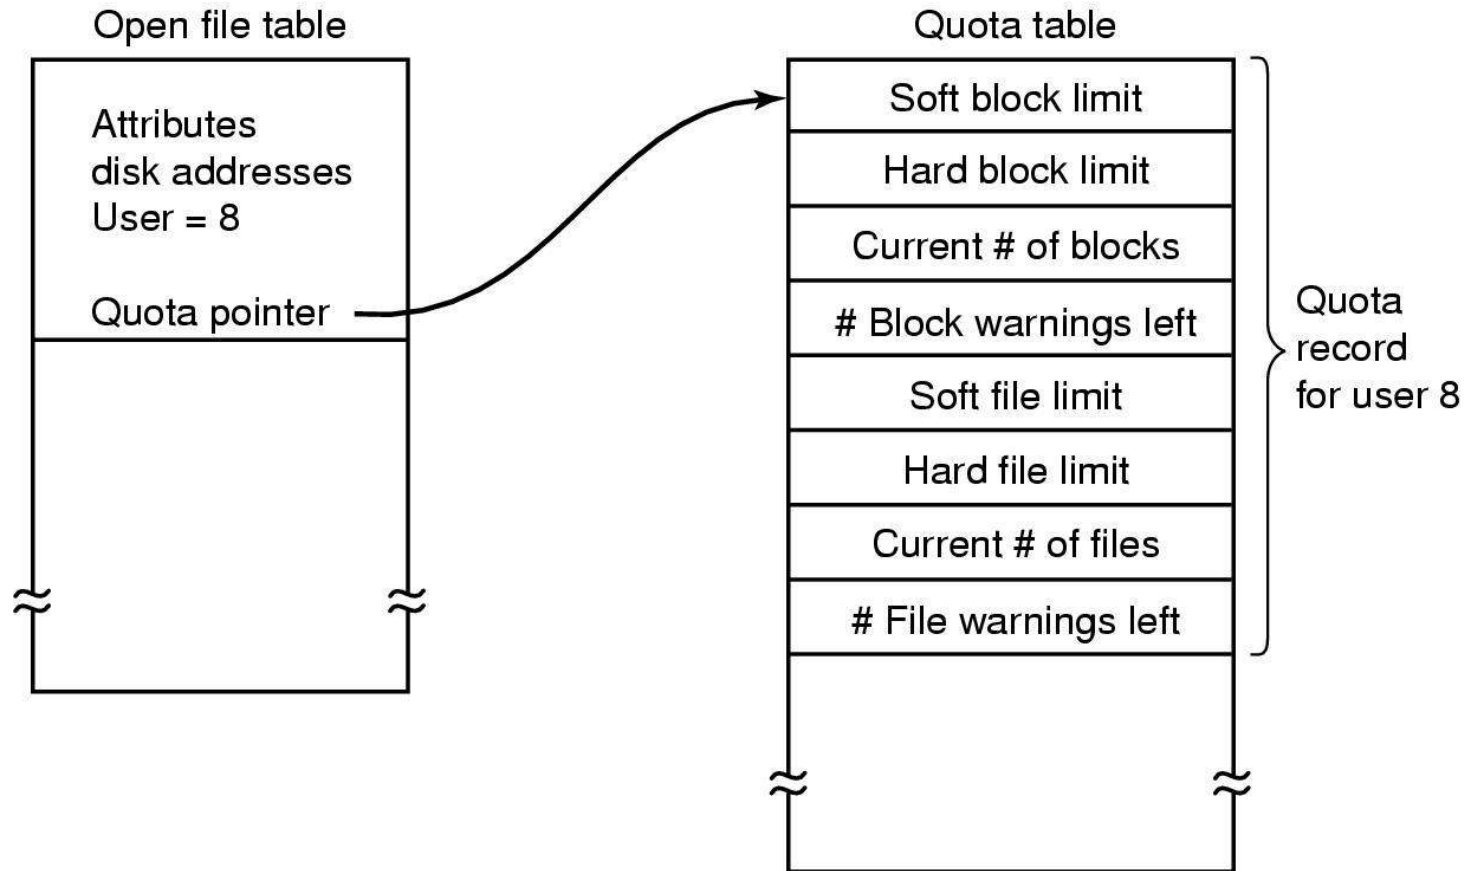 Open file table
Attributes
disk addresses
User = 8
Quota pointer
Quota table
Soft block limit
Hard block limit
Current # of blocks
# Block warnings left
Soft file limit
Hard file limit
Current # of files
# File warnings left
Quota
record
for user 8